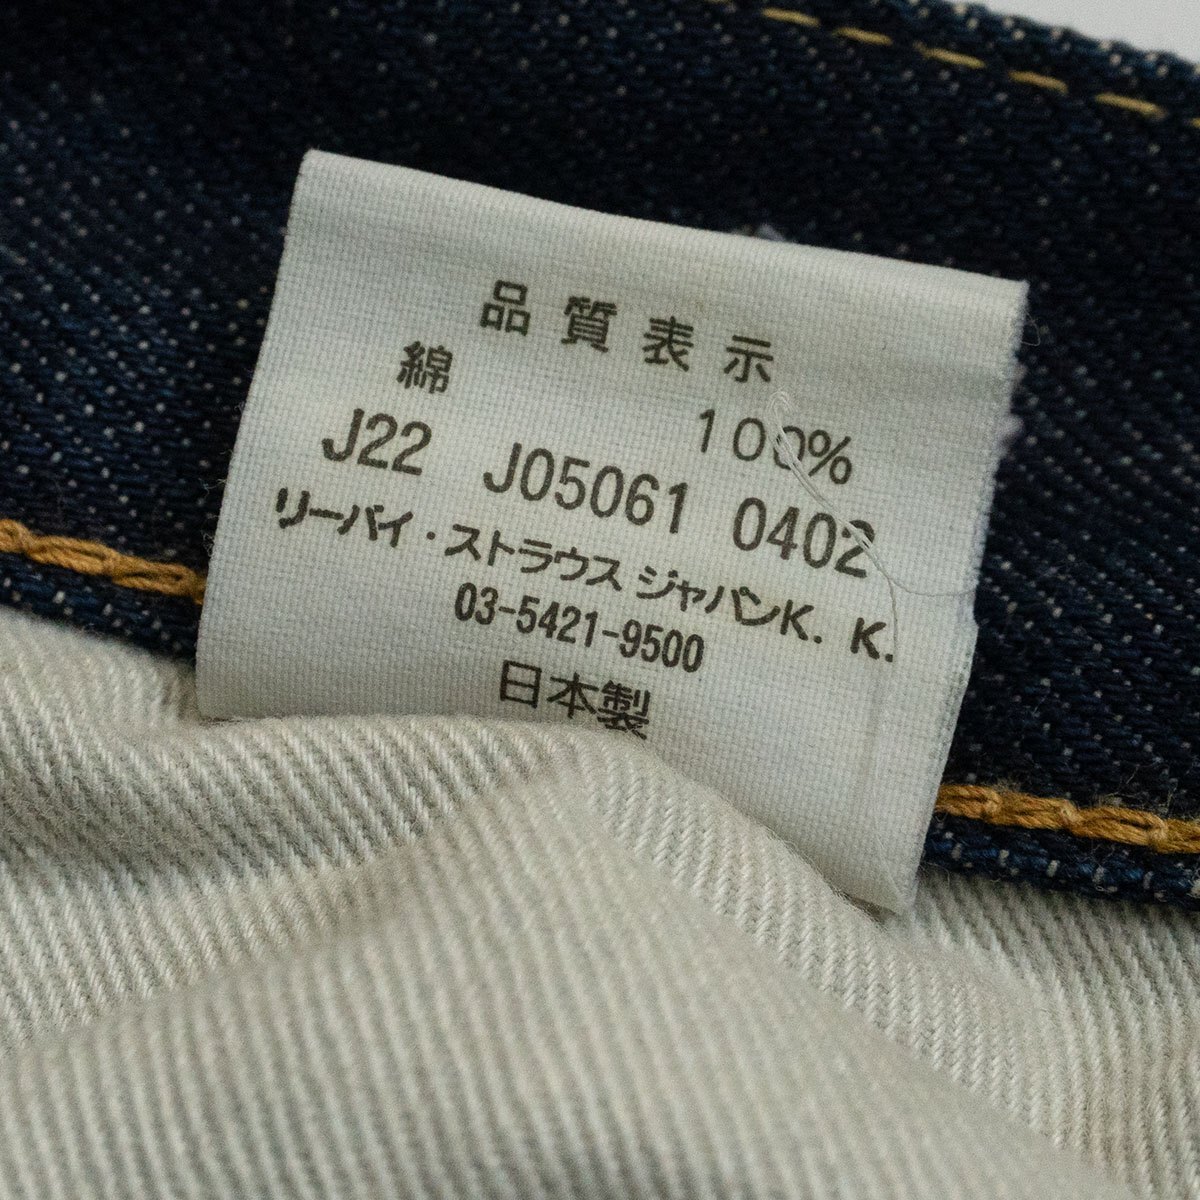 品質表示
綿 100%
J22 J05061 0402
リーバイ・ストラウス ジャパンK. K.
03-5421-9500
日本製